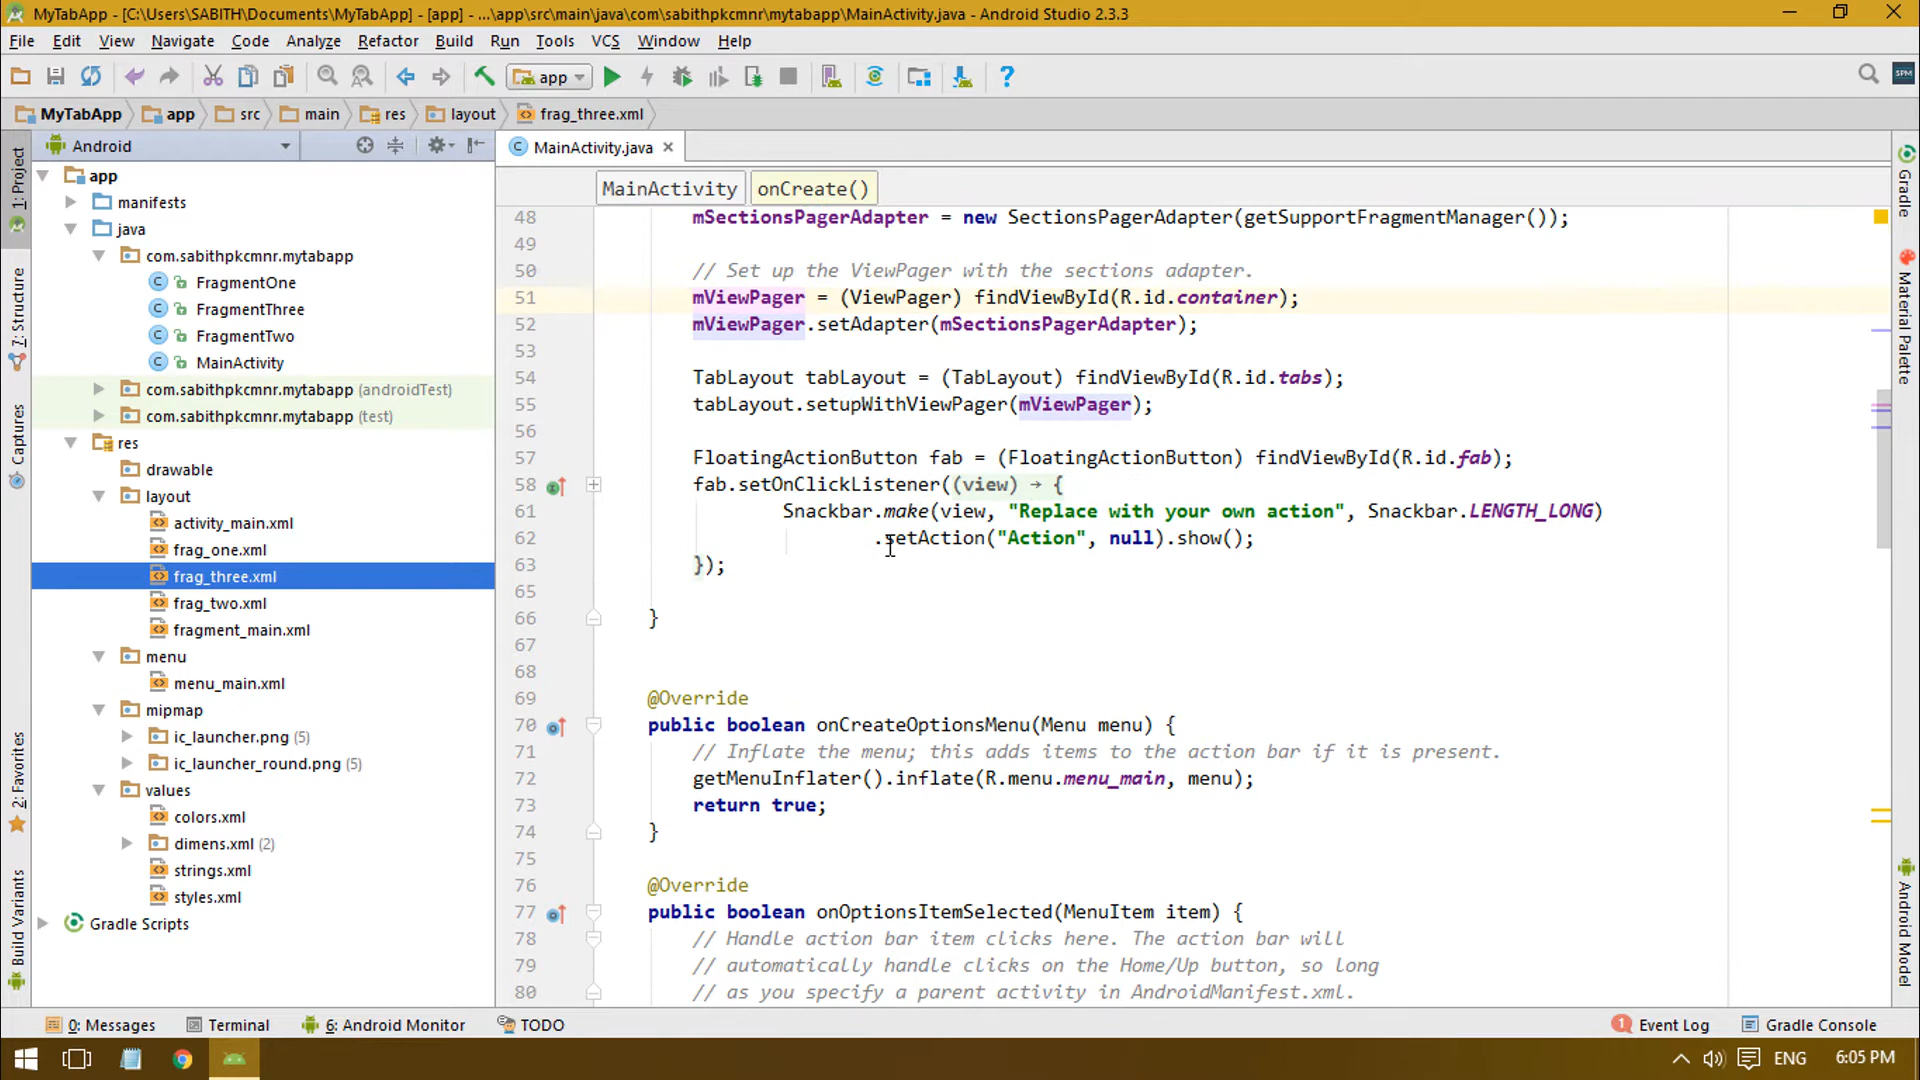 MyTabApp - [C:\Users\SABITH\Documents\MyTabApp] - [app] - ...\app\src\main\java\com\sabithpkcmnr\mytabapp\MainActivity.java - Android Studio 2.3.3
File Edit View Navigate Code Analyze Refactor Build Run Tools VCS Window Help
app
SPM
MyTabApp app src main res layout frag_three.xml
Android
MainActivity.java
MainActivity onCreate()
1: Project
7: Structure
Captures
2: Favorites
Build Variants
app
manifests
java
com.sabithpkcmnr.mytabapp
FragmentOne
FragmentThree
FragmentTwo
MainActivity
com.sabithpkcmnr.mytabapp (androidTest)
com.sabithpkcmnr.mytabapp (test)
res
drawable
layout
activity_main.xml
frag_one.xml
frag_three.xml
frag_two.xml
fragment_main.xml
menu
menu_main.xml
mipmap
ic_launcher.png (5)
ic_launcher_round.png (5)
values
colors.xml
dimens.xml (2)
strings.xml
styles.xml
Gradle Scripts
48 mSectionsPagerAdapter = new SectionsPagerAdapter(getSupportFragmentManager());
49
50 // Set up the ViewPager with the sections adapter.
51 mViewPager = (ViewPager) findViewById(R.id.container);
52 mViewPager.setAdapter(mSectionsPagerAdapter);
53
54 TabLayout tabLayout = (TabLayout) findViewById(R.id.tabs);
55 tabLayout.setupWithViewPager(mViewPager);
56
57 FloatingActionButton fab = (FloatingActionButton) findViewById(R.id.fab);
58 fab.setOnClickListener((view) → {
61 Snackbar.make(view, "Replace with your own action", Snackbar.LENGTH_LONG)
62 .setAction("Action", null).show();
63 });
65
66 }
67
68
69 @Override
70 public boolean onCreateOptionsMenu(Menu menu) {
71 // Inflate the menu; this adds items to the action bar if it is present.
72 getMenuInflater().inflate(R.menu.menu_main, menu);
73 return true;
74 }
75
76 @Override
77 public boolean onOptionsItemSelected(MenuItem item) {
78 // Handle action bar item clicks here. The action bar will
79 // automatically handle clicks on the Home/Up button, so long
80 // as you specify a parent activity in AndroidManifest.xml.
Gradle
Material Palette
Android Model
0: Messages Terminal 6: Android Monitor TODO 1 Event Log Gradle Console
ENG 6:05 PM